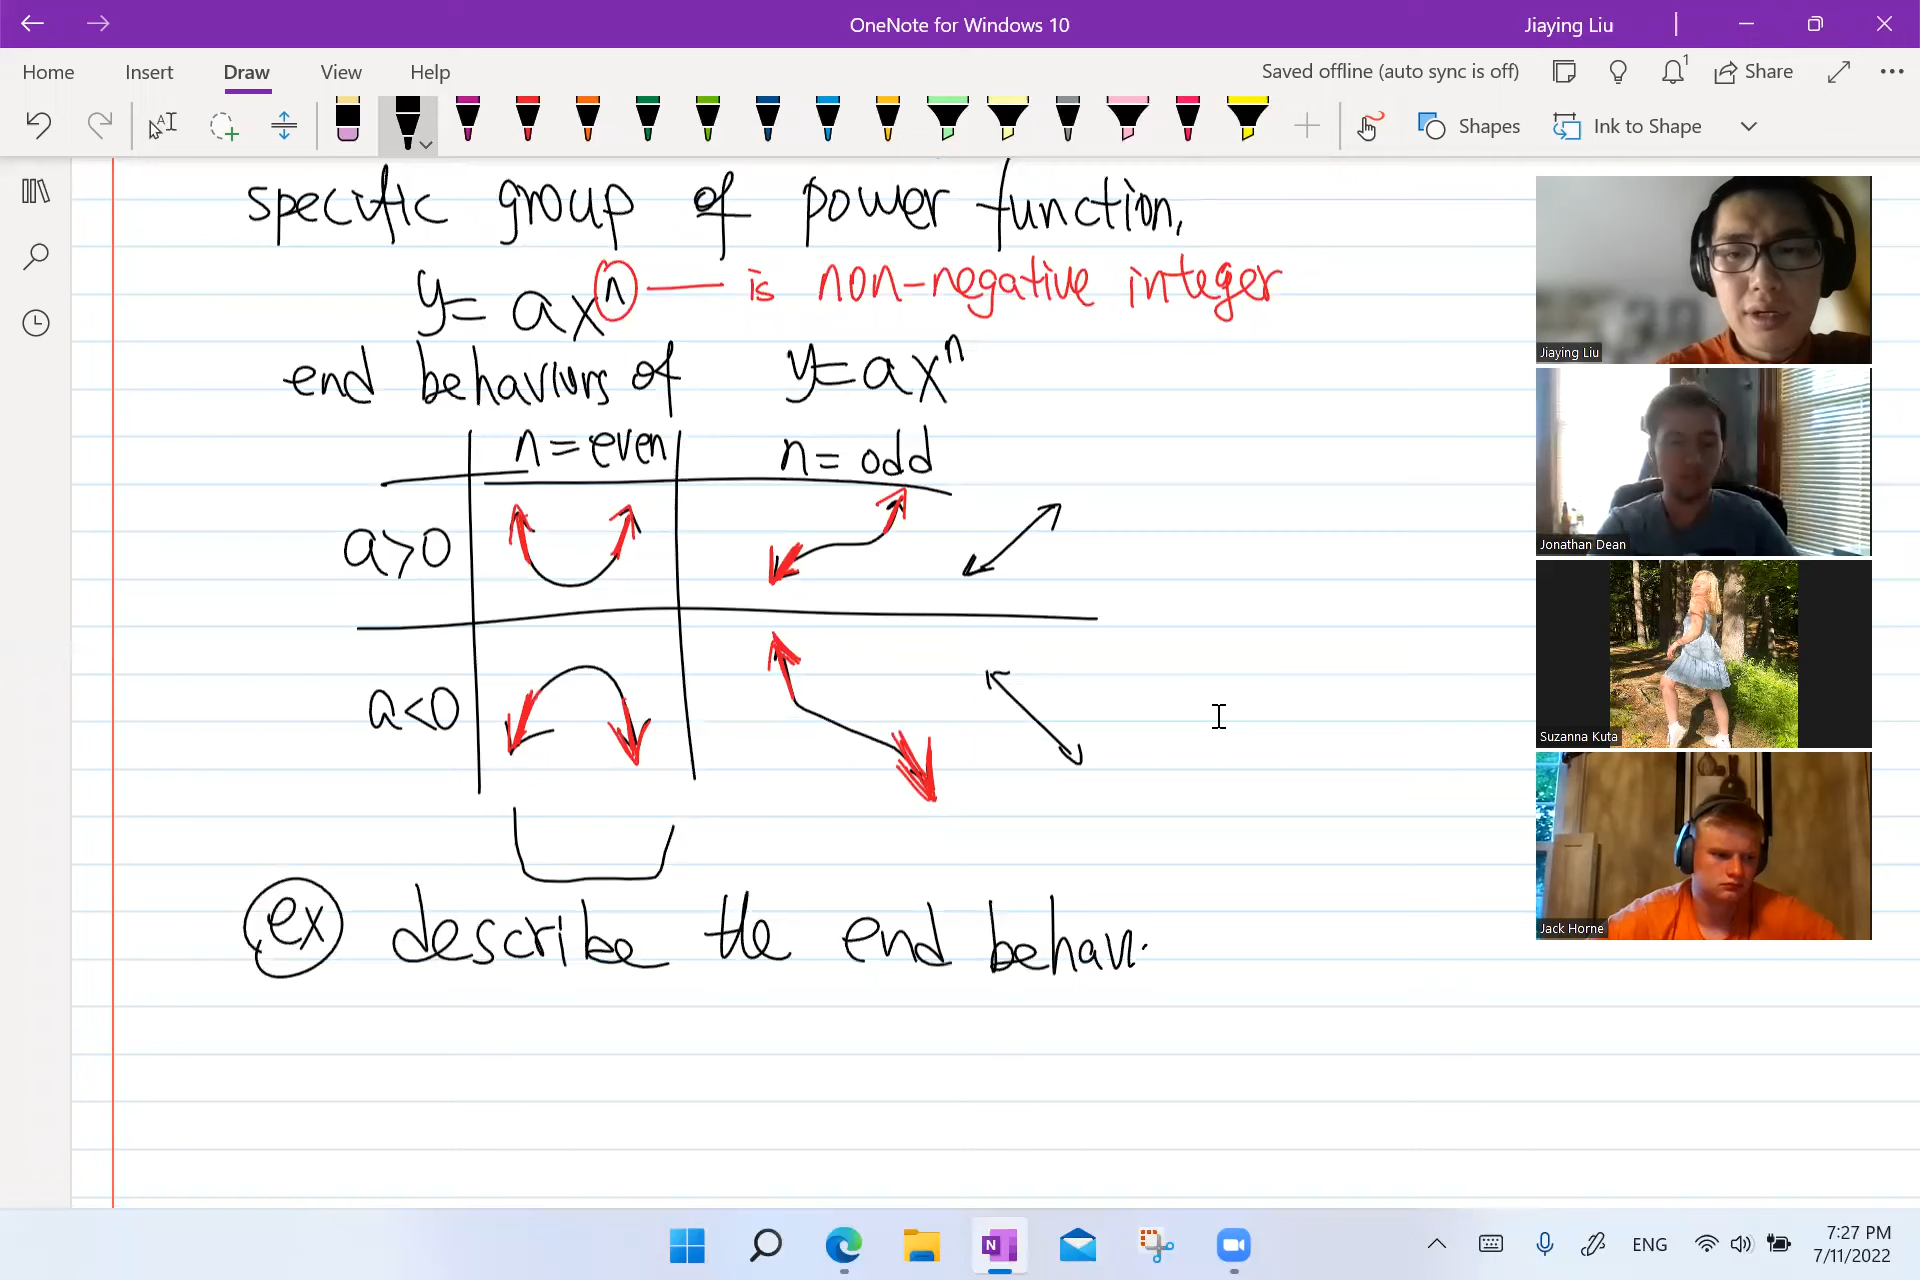 OneNote for Windows 10
Jiaying Liu
Home Insert Draw View Help
Saved offline (auto sync is off)
1
Share
Shapes
Ink to Shape
specific group of power function.
y = ax^n — is non-negative integer
end behaviors of y = ax^n
n = even n = odd
a>0
a<0
ex describe the end behavi
Jiaying Liu
Jonathan Dean
Suzanna Kuta
Jack Horne
ENG
7:27 PM
7/11/2022